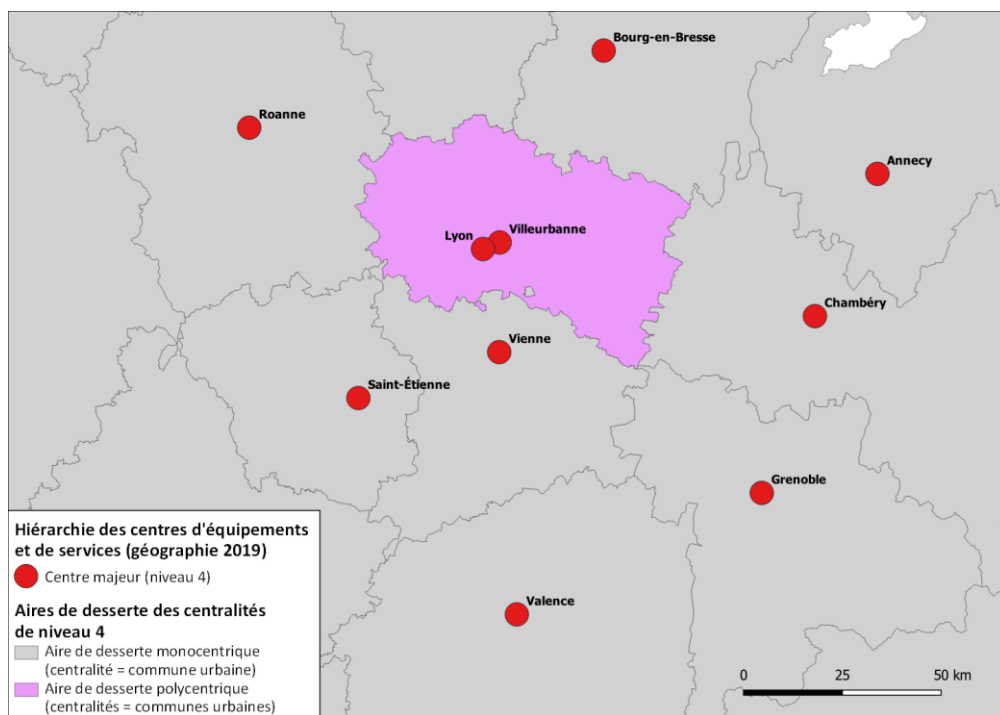 Bourg-en-Bresse
Roanne
Annecy
Villeurbanne
Lyon
Chambéry
Vienne
Saint-Étienne
Grenoble
Valence
Hiérarchie des centres d'équipements
et de services (géographie 2019)
Centre majeur (niveau 4)
Aires de desserte des centralités
de niveau 4
Aire de desserte monocentrique
(centralité = commune urbaine)
Aire de desserte polycentrique
(centralités = communes urbaines)
0 25 50 km